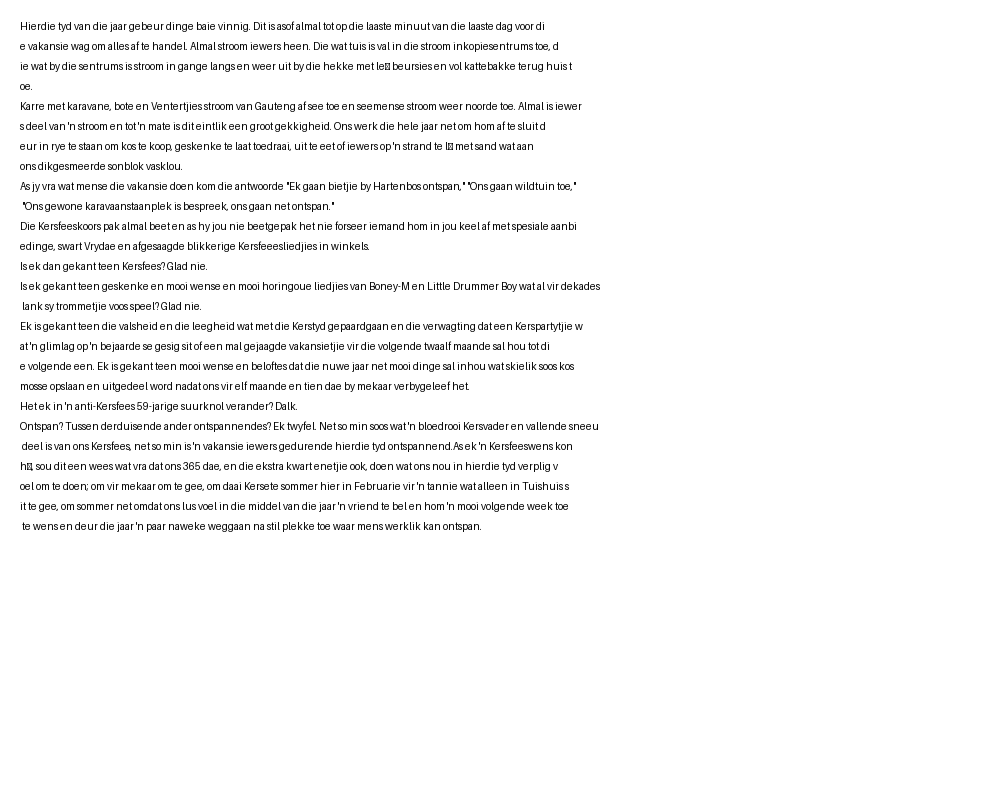 Hierdie tyd van die jaar gebeur dinge baie vinnig. Dit is asof almal tot op die laaste minuut van die laaste dag voor di
e vakansie wag om alles af te handel. Almal stroom iewers heen. Die wat tuis is val in die stroom inkopiesentrums toe, d
ie wat by die sentrums is stroom in gange langs en weer uit by die hekke met le□ beursies en vol kattebakke terug huis t
oe.
Karre met karavane, bote en Ventertjies stroom van Gauteng af see toe en seemense stroom weer noorde toe. Almal is iewer
s deel van 'n stroom en tot 'n mate is dit eintlik een groot gekkigheid. Ons werk die hele jaar net om hom af te sluit d
eur in rye te staan om kos te koop, geskenke te laat toedraai, uit te eet of iewers op 'n strand te l□ met sand wat aan
ons dikgesmeerde sonblok vasklou.
As jy vra wat mense die vakansie doen kom die antwoorde "Ek gaan bietjie by Hartenbos ontspan," "Ons gaan wildtuin toe,"
"Ons gewone karavaanstaanplek is bespreek, ons gaan net ontspan."
Die Kersfeeskoors pak almal beet en as hy jou nie beetgepak het nie forseer iemand hom in jou keel af met spesiale aanbi
edinge, swart Vrydae en afgesaagde blikkerige Kersfeeesliedjies in winkels.
Is ek dan gekant teen Kersfees? Glad nie.
Is ek gekant teen geskenke en mooi wense en mooi horingoue liedjies van Boney-M en Little Drummer Boy wat al vir dekades
lank sy trommetjie voos speel? Glad nie.
Ek is gekant teen die valsheid en die leegheid wat met die Kerstyd gepaardgaan en die verwagting dat een Kerspartytjie w
at 'n glimlag op 'n bejaarde se gesig sit of een mal gejaagde vakansietjie vir die volgende twaalf maande sal hou tot di
e volgende een. Ek is gekant teen mooi wense en beloftes dat die nuwe jaar net mooi dinge sal inhou wat skielik soos kos
mosse opslaan en uitgedeel word nadat ons vir elf maande en tien dae by mekaar verbygeleef het.
Het ek in 'n anti-Kersfees 59-jarige suurknol verander? Dalk.
Ontspan? Tussen derduisende ander ontspannendes? Ek twyfel. Net so min soos wat 'n bloedrooi Kersvader en vallende sneeu
deel is van ons Kersfees, net so min is 'n vakansie iewers gedurende hierdie tyd ontspannend.As ek 'n Kersfeeswens kon
h□, sou dit een wees wat vra dat ons 365 dae, en die ekstra kwart enetjie ook, doen wat ons nou in hierdie tyd verplig v
oel om te doen; om vir mekaar om te gee, om daai Kersete sommer hier in Februarie vir 'n tannie wat alleen in Tuishuis s
it te gee, om sommer net omdat ons lus voel in die middel van die jaar 'n vriend te bel en hom 'n mooi volgende week toe
te wens en deur die jaar 'n paar naweke weggaan na stil plekke toe waar mens werklik kan ontspan.